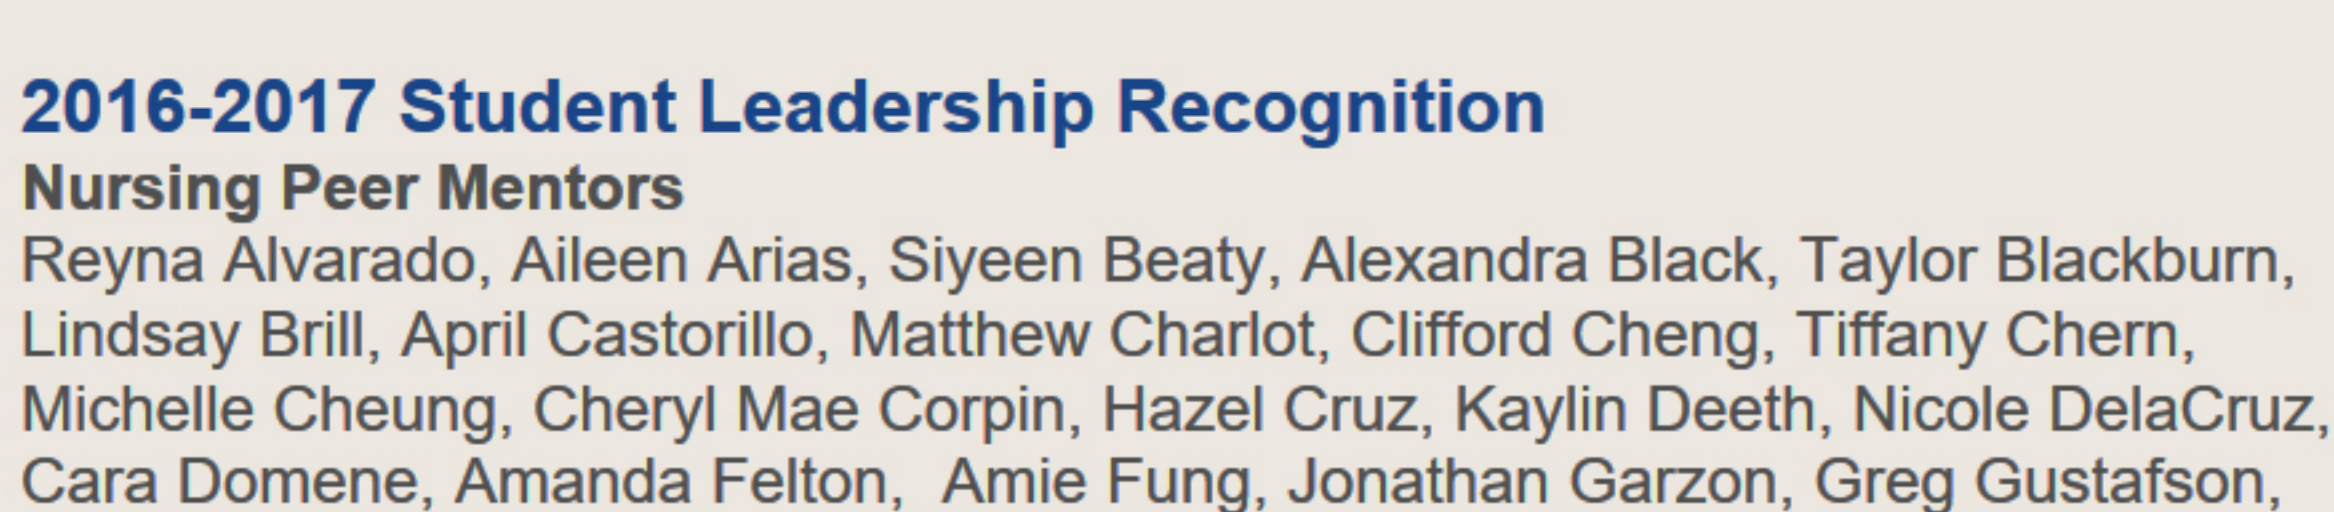 2016-2017 Student Leadership Recognition
Nursing Peer Mentors
Reyna Alvarado, Aileen Arias, Siyeen Beaty, Alexandra Black, Taylor Blackburn,
Lindsay Brill, April Castorillo, Matthew Charlot, Clifford Cheng, Tiffany Chern,
Michelle Cheung, Cheryl Mae Corpin, Hazel Cruz, Kaylin Deeth, Nicole DelaCruz,
Cara Domene, Amanda Felton,  Amie Fung, Jonathan Garzon, Greg Gustafson,